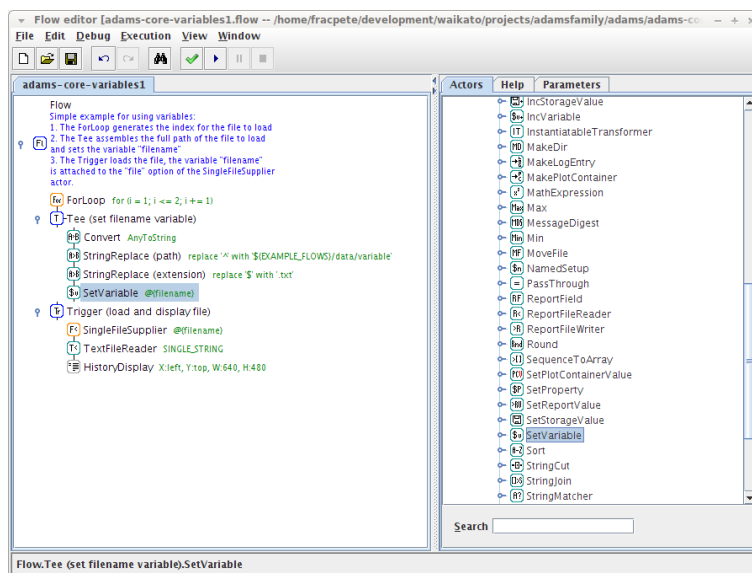 Flow editor [adams-core-variables1.flow -- /home/fracpete/development/waikato/projects/adamsfamily/adams/adams-co
File Edit Debug Execution View Window
adams-core-variables1
Flow
Simple example for using variables:
1. The ForLoop generates the index for the file to load
2. The Tee assembles the full path of the file to load
and sets the variable "filename"
3. The Trigger loads the file, the variable "filename"
is attached to the "file" option of the SingleFileSupplier
actor.
ForLoop for (i = 1; i <= 2; i += 1)
Tee (set filename variable)
Convert AnyToString
StringReplace (path) replace '^' with '${EXAMPLE_FLOWS}/data/variable'
StringReplace (extension) replace '$' with '.txt'
SetVariable @{filename}
Trigger (load and display file)
SingleFileSupplier @{filename}
TextFileReader SINGLE_STRING
HistoryDisplay X:left, Y:top, W:640, H:480
Actors Help Parameters
IncStorageValue
IncVariable
InstantiatableTransformer
MakeDir
MakeLogEntry
MakePlotContainer
MathExpression
Max
MessageDigest
Min
MoveFile
NamedSetup
PassThrough
ReportField
ReportFileReader
ReportFileWriter
Round
SequenceToArray
SetPlotContainerValue
SetProperty
SetReportValue
SetStorageValue
SetVariable
Sort
StringCut
StringJoin
StringMatcher
Search
Flow.Tee (set filename variable).SetVariable